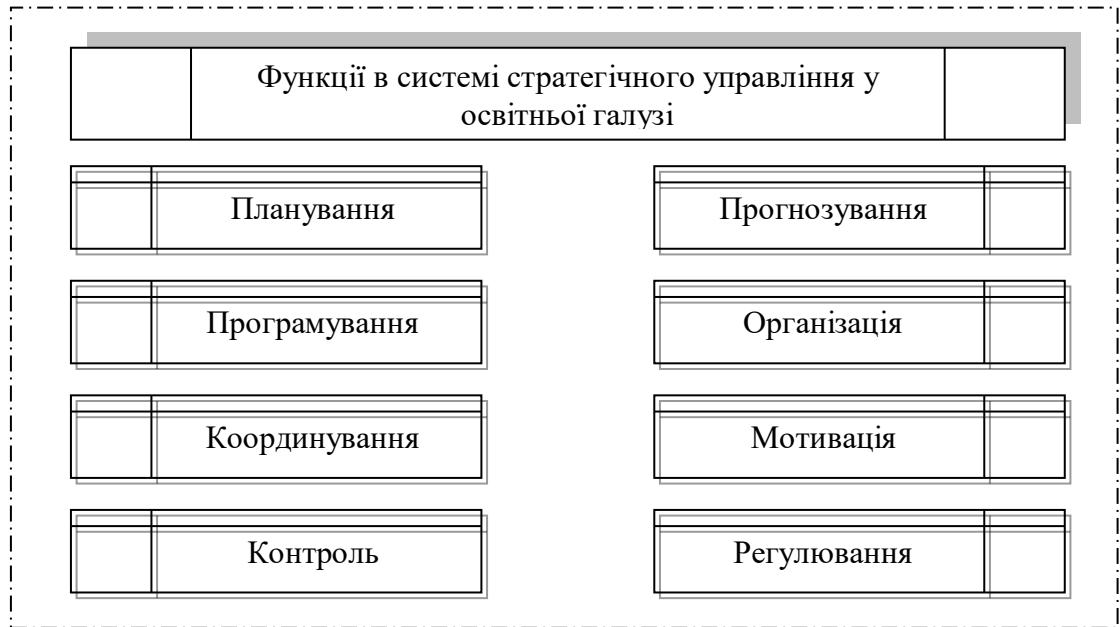 Функції в системі стратегічного управління у
освітньої галузі
Планування
Прогнозування
Програмування
Організація
Координування
Мотивація
Контроль
Регулювання